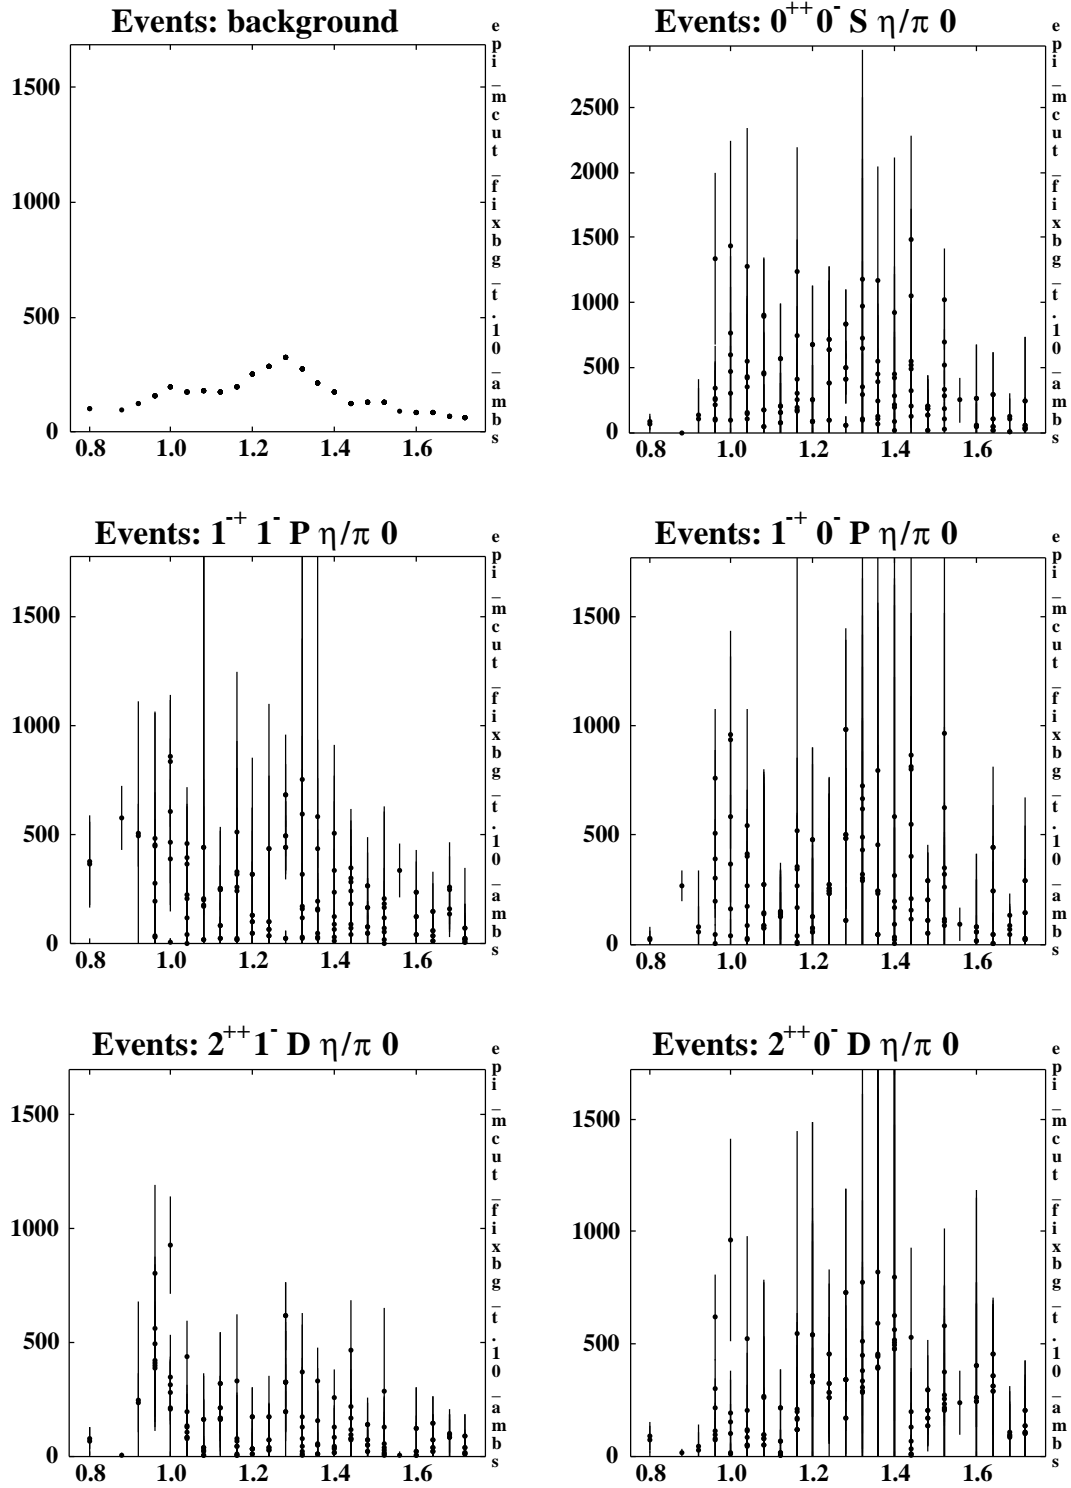 Events: background
1500
1000
500
0
0.8 1.0 1.2 1.4 1.6
epi_mcut_fixbg_t.10_ambs
Events: 0⁺⁺0⁻ S η/π 0
2500
2000
1500
1000
500
0
0.8 1.0 1.2 1.4 1.6
epi_mcut_fixbg_t.10_ambs
Events: 1⁻⁺ 1⁻ P η/π 0
1500
1000
500
0
0.8 1.0 1.2 1.4 1.6
epi_mcut_fixbg_t.10_ambs
Events: 1⁻⁺ 0⁻ P η/π 0
1500
1000
500
0
0.8 1.0 1.2 1.4 1.6
epi_mcut_fixbg_t.10_ambs
Events: 2⁺⁺1⁻ D η/π 0
1500
1000
500
0
0.8 1.0 1.2 1.4 1.6
epi_mcut_fixbg_t.10_ambs
Events: 2⁺⁺0⁻ D η/π 0
1500
1000
500
0
0.8 1.0 1.2 1.4 1.6
epi_mcut_fixbg_t.10_ambs